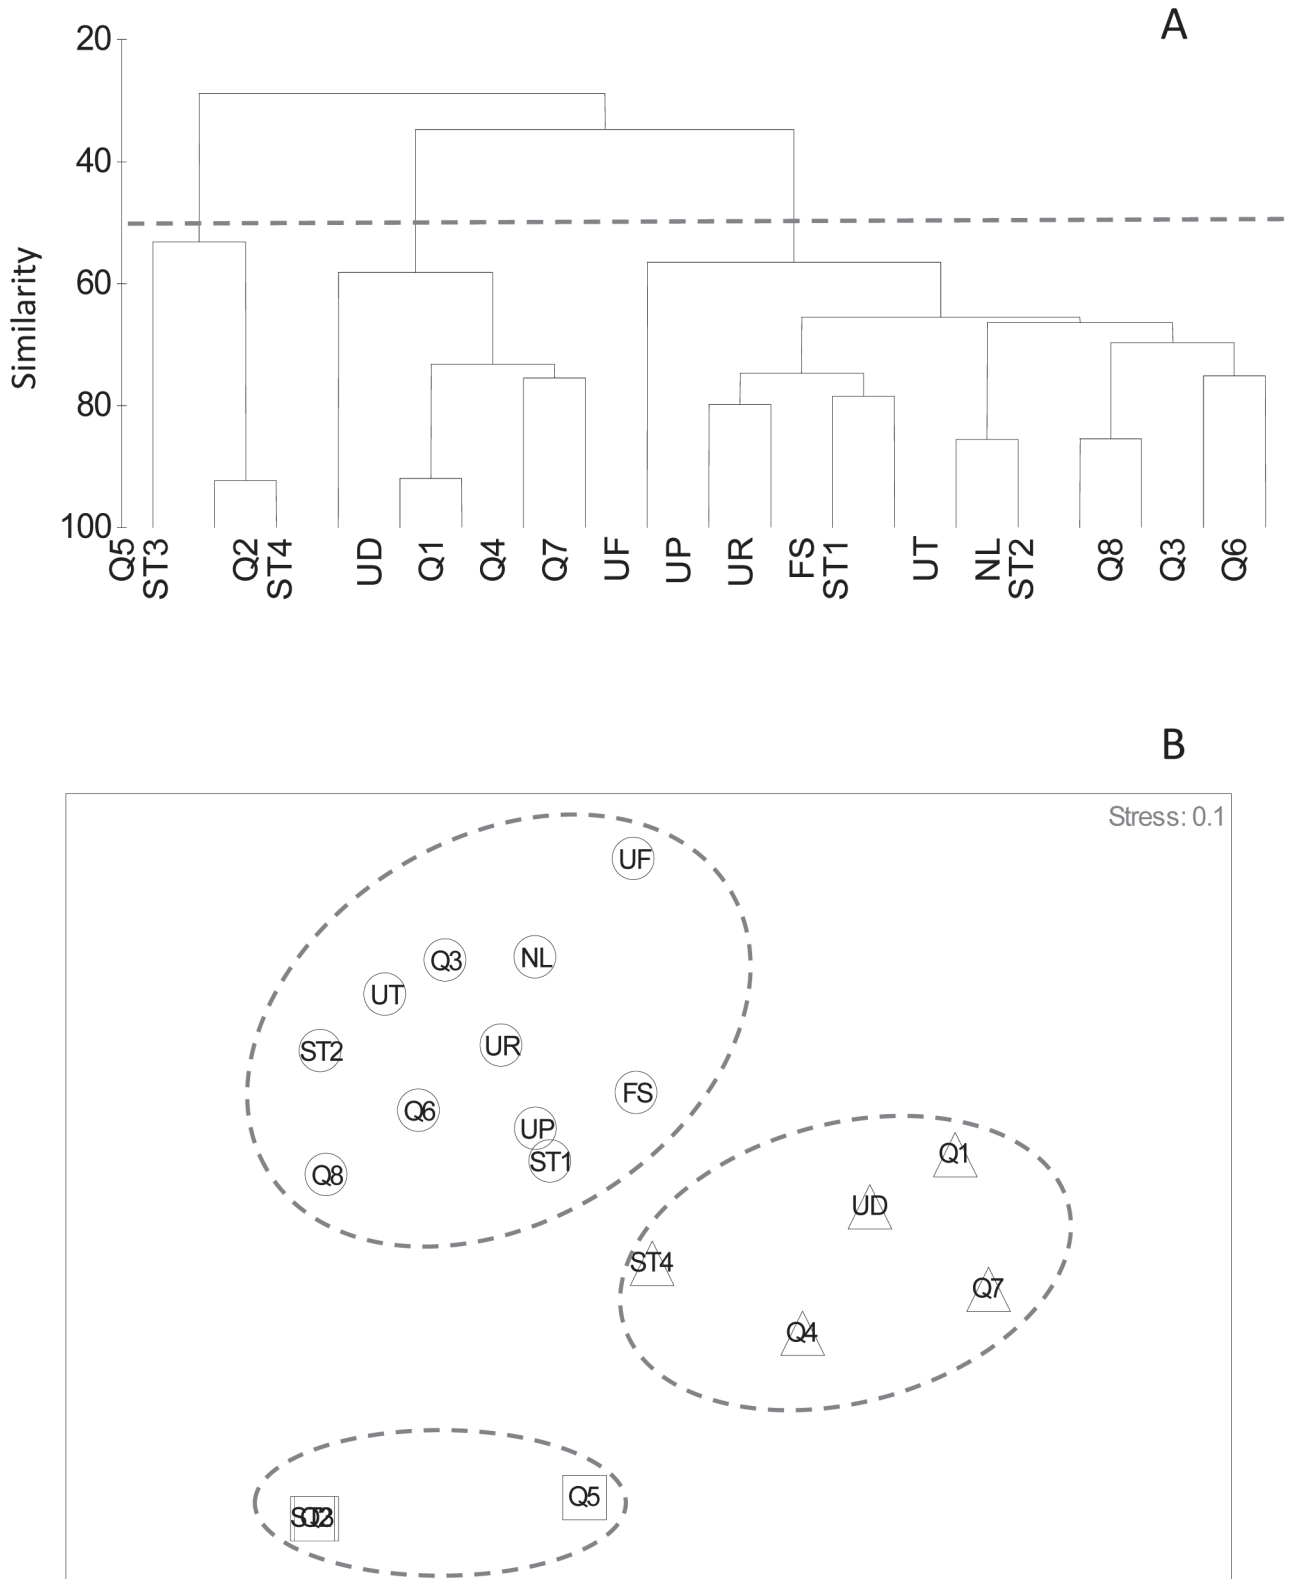 A
20
40
60
80
100
Similarity
Q5
ST3
Q2
ST4
UD
Q1
Q4
Q7
UF
UP
UR
FS
ST1
UT
NL
ST2
Q8
Q3
Q6
B
Stress: 0.1
UF
Q3
NL
UT
ST2
UR
FS
Q6
UP
ST1
Q8
Q1
UD
ST4
Q7
Q4
Q5